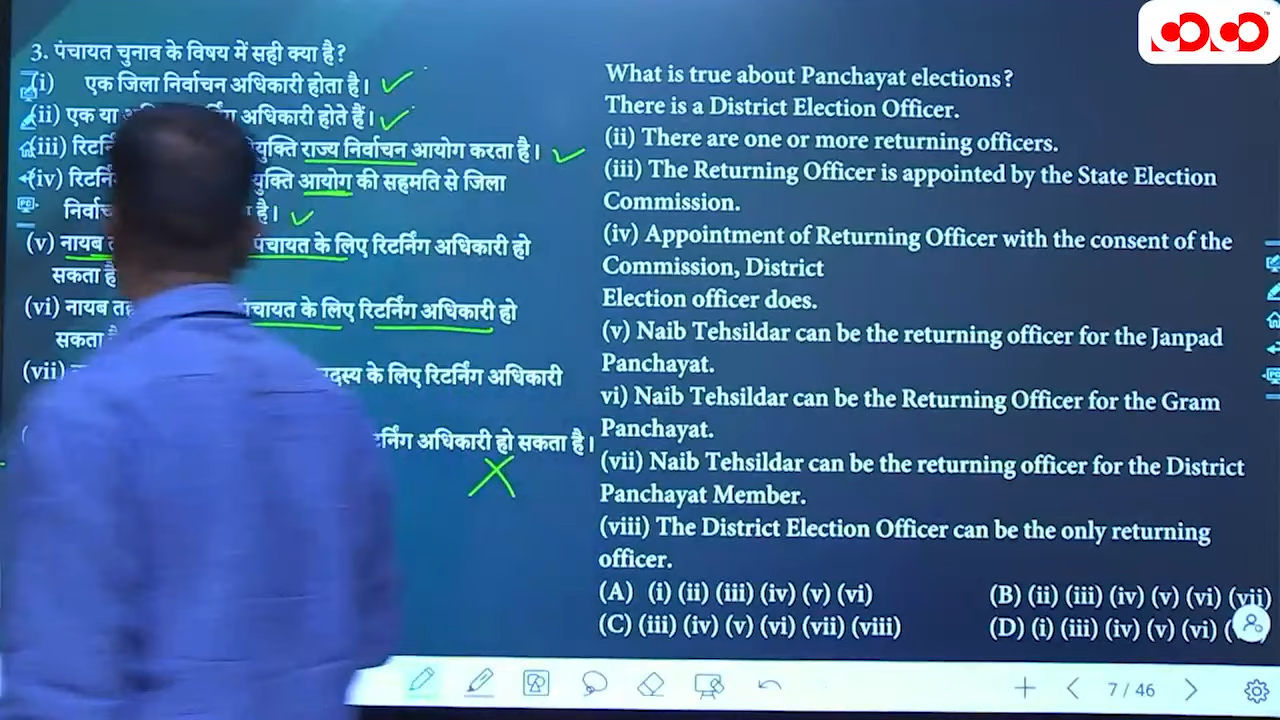 3. पंचायत चुनाव के विषय में सही क्या है?
(i) एक जिला निर्वाचन अधिकारी होता है।
(ii) एक या अधिकारी होते हैं।
(iii) राज्य निर्वाचन आयोग करता है।
(iv) आयोग की सहमति से जिला
है।
(v) नायब पंचायत के लिए रिटर्निंग अधिकारी हो
सकता
(vi) नायब के लिए रिटर्निंग अधिकारी हो
सकता
(vii) के लिए रिटर्निंग अधिकारी
अधिकारी हो सकता है।
What is true about Panchayat elections?
There is a District Election Officer.
(ii) There are one or more returning officers.
(iii) The Returning Officer is appointed by the State Election
Commission.
(iv) Appointment of Returning Officer with the consent of the
Commission, District
Election officer does.
(v) Naib Tehsildar can be the returning officer for the Janpad
Panchayat.
vi) Naib Tehsildar can be the Returning Officer for the Gram
Panchayat.
(vii) Naib Tehsildar can be the returning officer for the District
Panchayat Member.
(viii) The District Election Officer can be the only returning
officer.
(A) (i) (ii) (iii) (iv) (v) (vi)
(B) (ii) (iii) (iv) (v) (vi) (vii)
(C) (iii) (iv) (v) (vi) (vii) (viii)
(D) (i) (iii) (iv) (v) (vi)
7 / 46